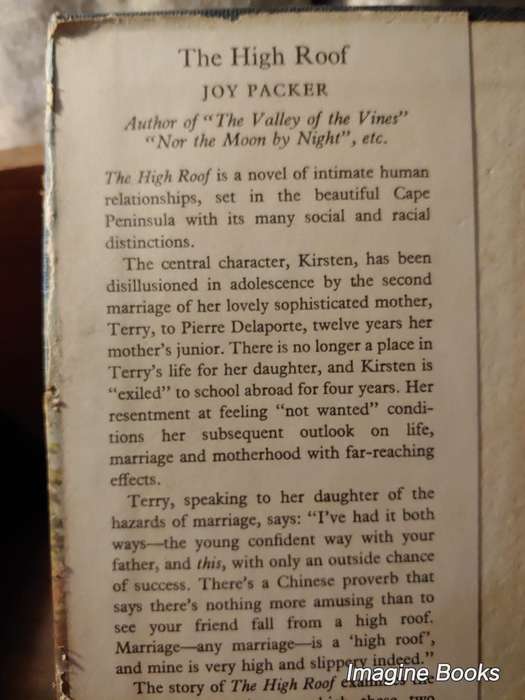 The High Roof
JOY PACKER
Author of "The Valley of the Vines"
"Nor the Moon by Night", etc.
The High Roof is a novel of intimate human
relationships, set in the beautiful Cape
Peninsula with its many social and racial
distinctions.
The central character, Kirsten, has been
disillusioned in adolescence by the second
marriage of her lovely sophisticated mother,
Terry, to Pierre Delaporte, twelve years her
mother's junior. There is no longer a place in
Terry's life for her daughter, and Kirsten is
"exiled" to school abroad for four years. Her
resentment at feeling "not wanted" condi-
tions her subsequent outlook on life,
marriage and motherhood with far-reaching
effects.
Terry, speaking to her daughter of the
hazards of marriage, says: "I've had it both
ways—the young confident way with your
father, and this, with only an outside chance
of success. There's a Chinese proverb that
says there's nothing more amusing than to
see your friend fall from a high roof.
Marriage—any marriage—is a 'high roof',
and mine is very high and slippery indeed."
The story of The High Roof
these two
Imagine Books